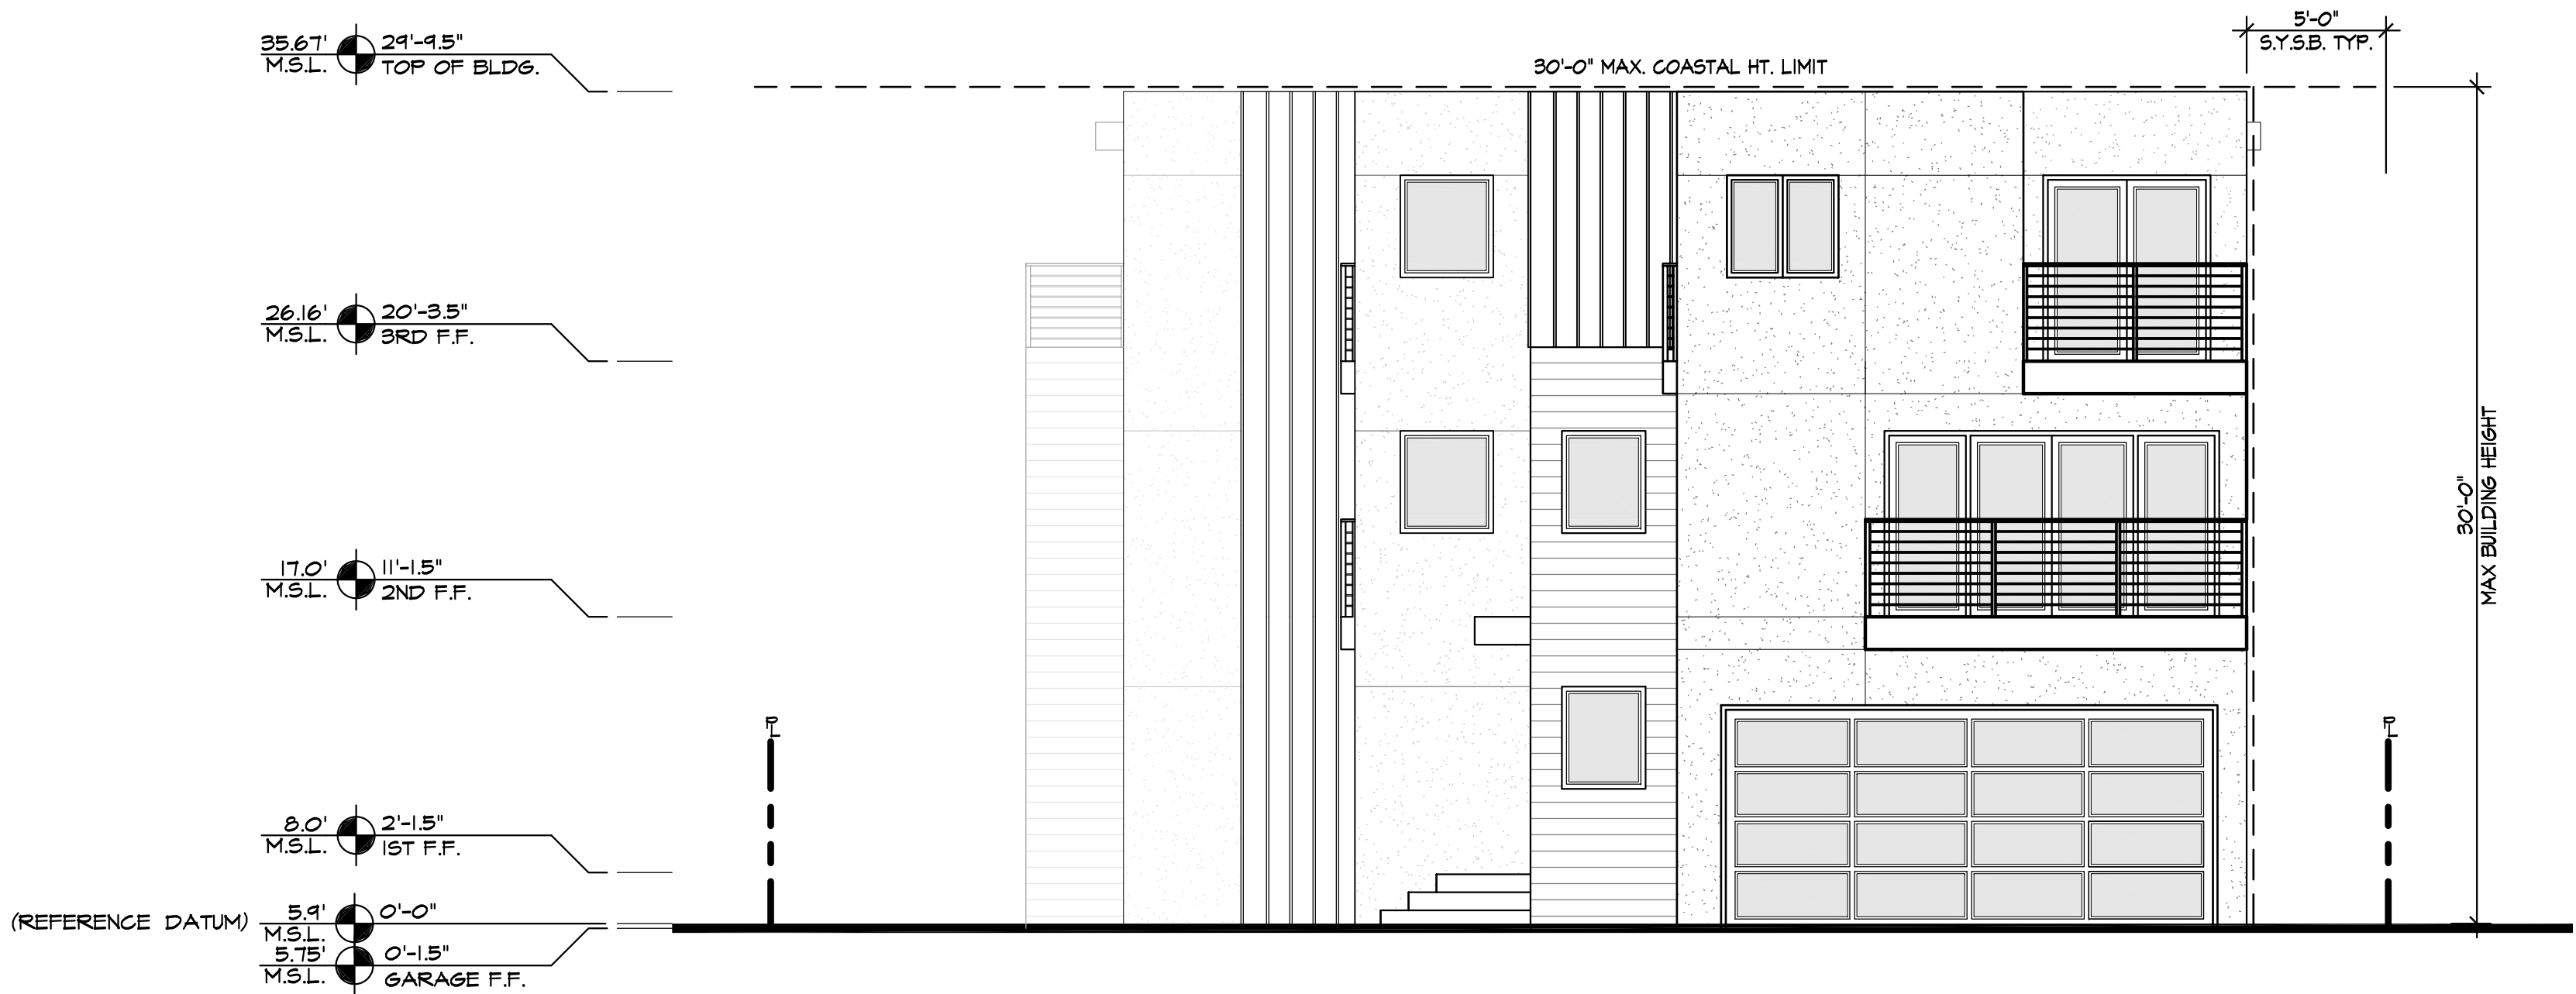 5'-0"
S.Y.S.B. TYP.
35.67' 29'-9.5"
M.S.L. TOP OF BLDG.
30'-0" MAX. COASTAL HT. LIMIT
26.16' 20'-3.5"
M.S.L. 3RD F.F.
30'-0"
MAX BUILDING HEIGHT
17.0' 11'-1.5"
M.S.L. 2ND F.F.
PL
PL
8.0' 2'-1.5"
M.S.L. 1ST F.F.
(REFERENCE DATUM) 5.9' 0'-0"
M.S.L.
5.75' 0'-1.5"
M.S.L. GARAGE F.F.